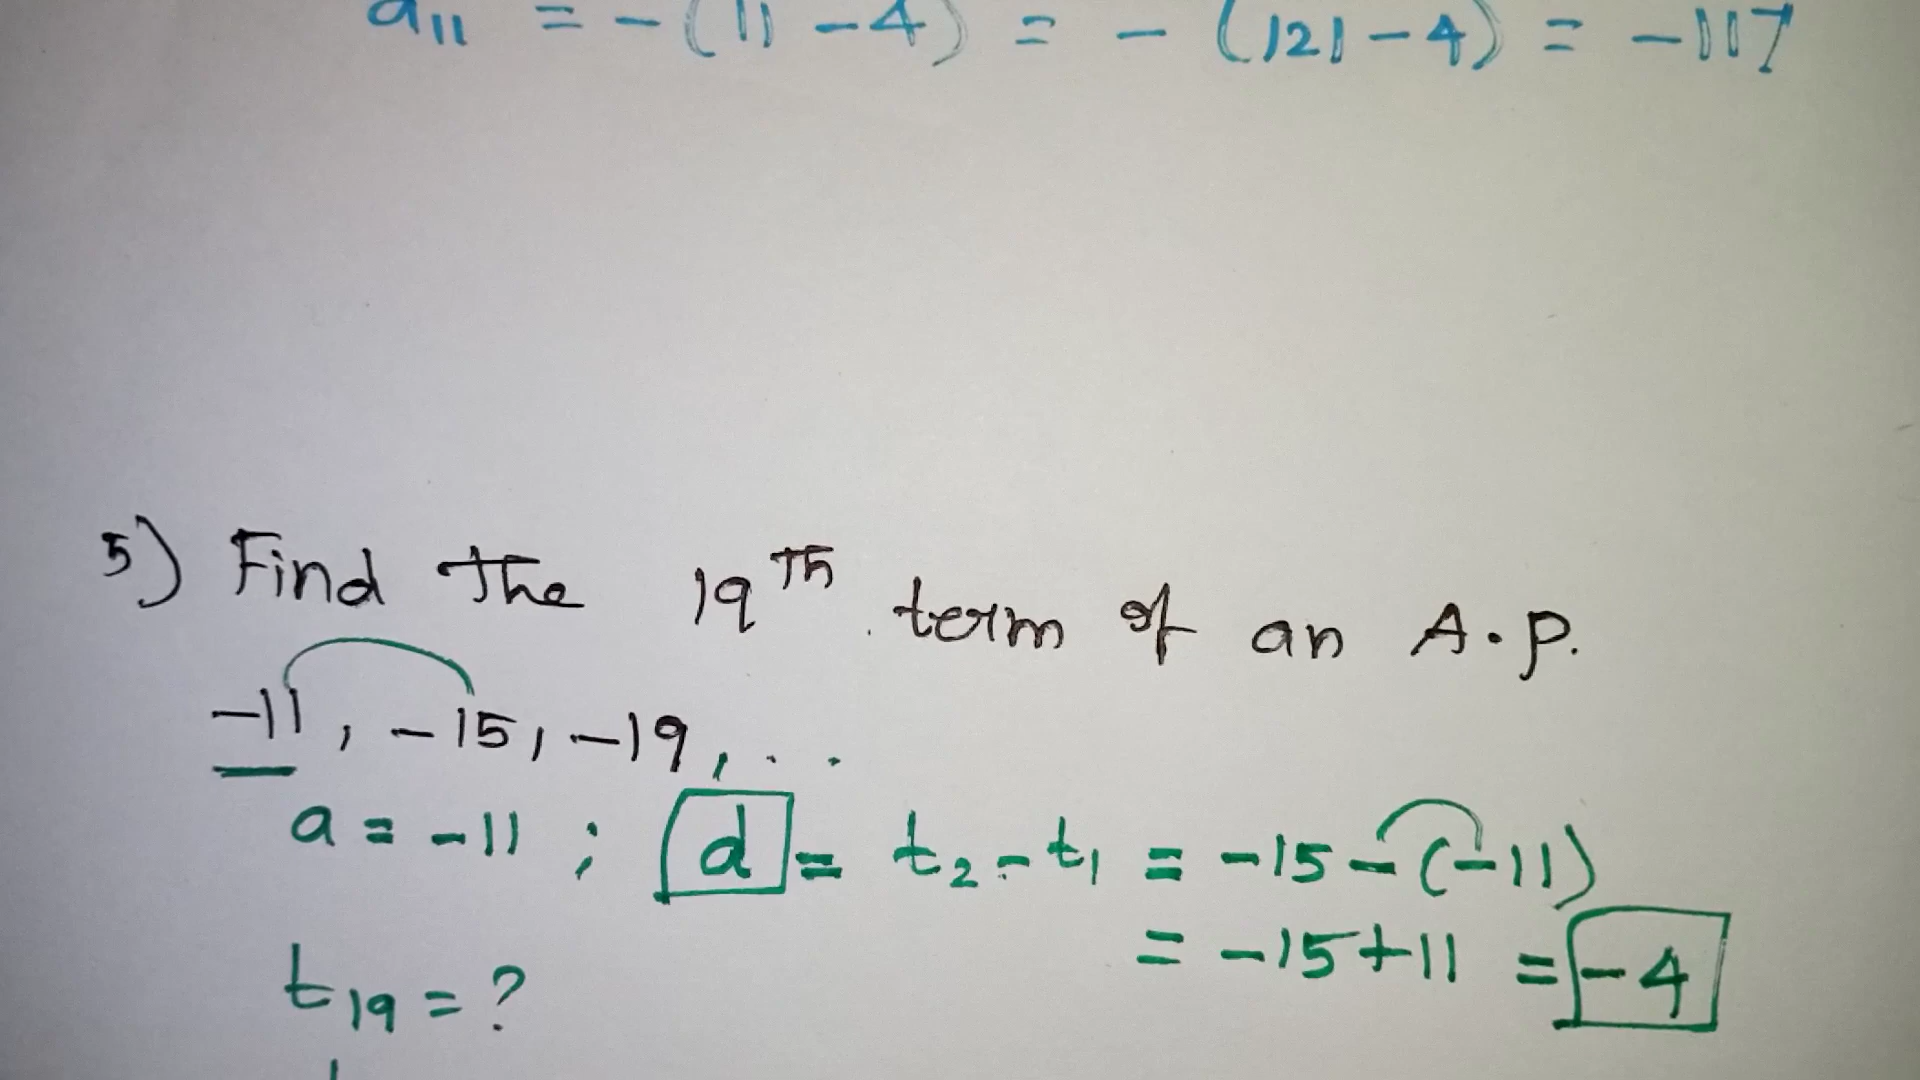 a11 = -(11 - 4) = - (121 - 4) = -117
5) Find the 19Th term of an A.P.
-11, -15, -19, ..
a = -11 ; d = t2 - t1 = -15 - (-11)
= -15 + 11 = -4
t19 = ?